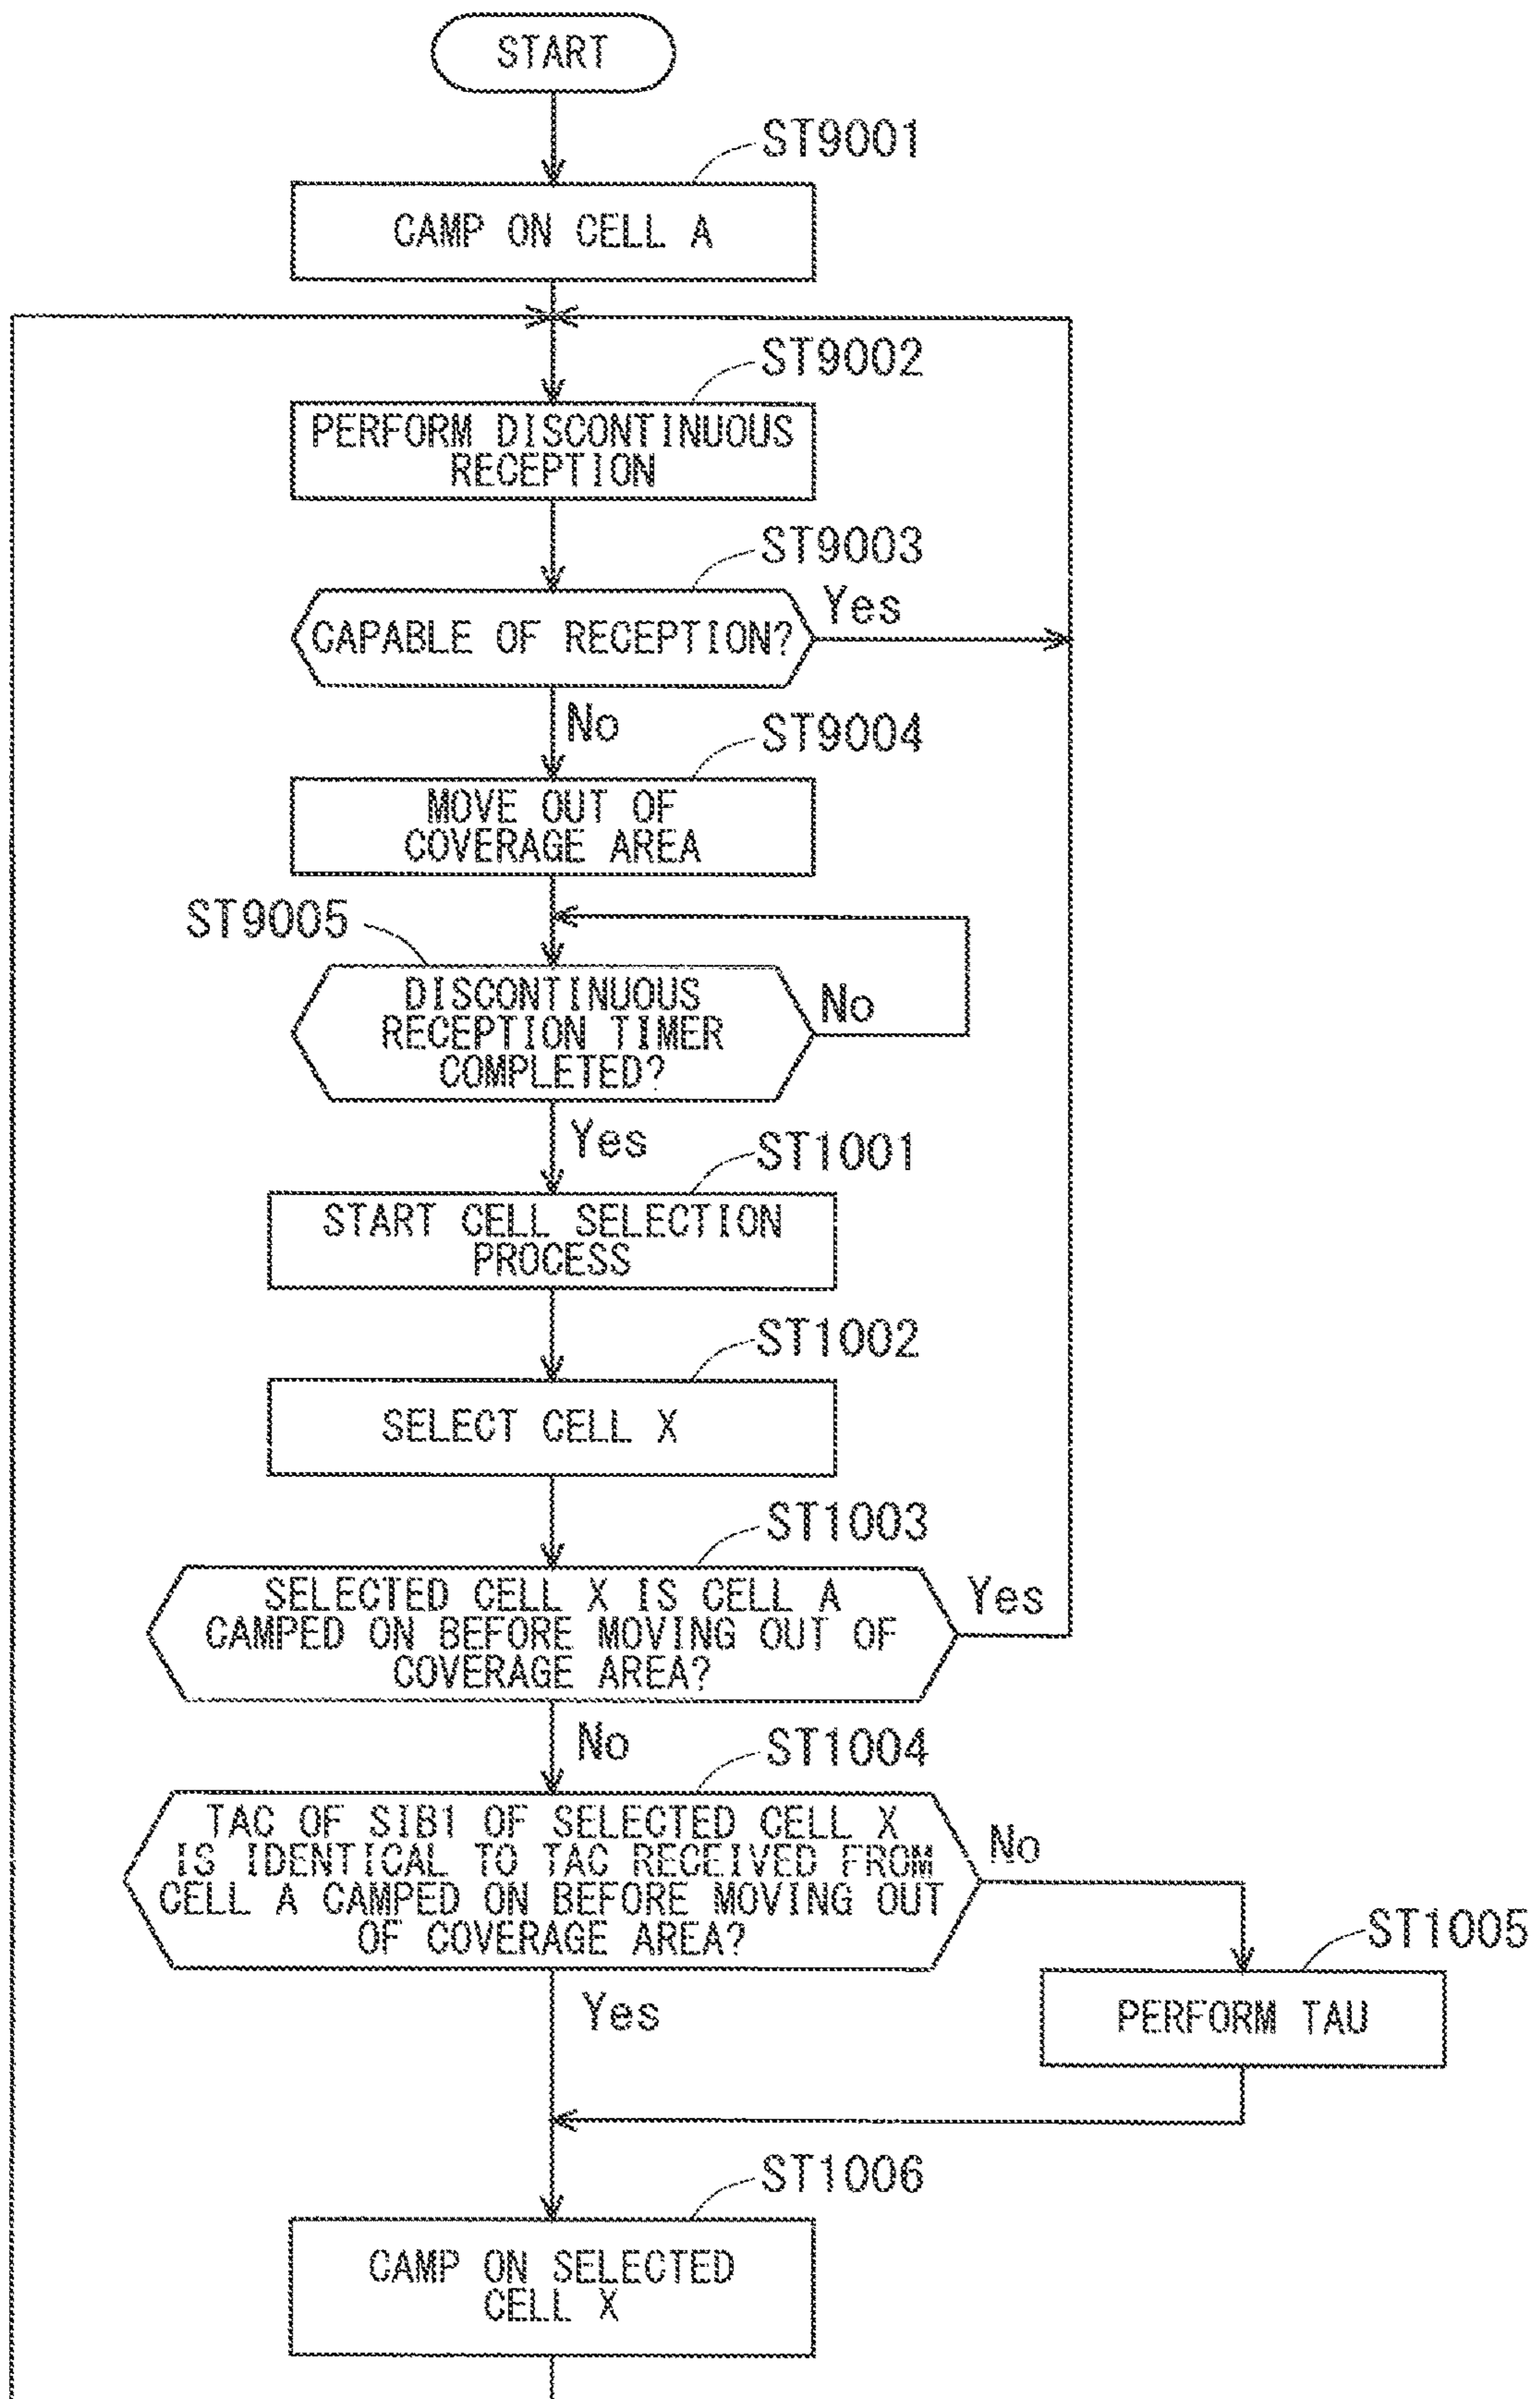 START
ST9001
CAMP ON CELL A
ST9002
PERFORM DISCONTINUOUS
RECEPTION
ST9003
CAPABLE OF RECEPTION?
Yes
No
ST9004
MOVE OUT OF
COVERAGE AREA
ST9005
DISCONTINUOUS
RECEPTION TIMER
COMPLETED?
No
Yes
ST1001
START CELL SELECTION
PROCESS
ST1002
SELECT CELL X
ST1003
SELECTED CELL X IS CELL A
CAMPED ON BEFORE MOVING OUT OF
COVERAGE AREA?
Yes
No
ST1004
TAC OF SIB1 OF SELECTED CELL X
IS IDENTICAL TO TAC RECEIVED FROM
CELL A CAMPED ON BEFORE MOVING OUT
OF COVERAGE AREA?
No
ST1005
PERFORM TAU
Yes
ST1006
CAMP ON SELECTED
CELL X